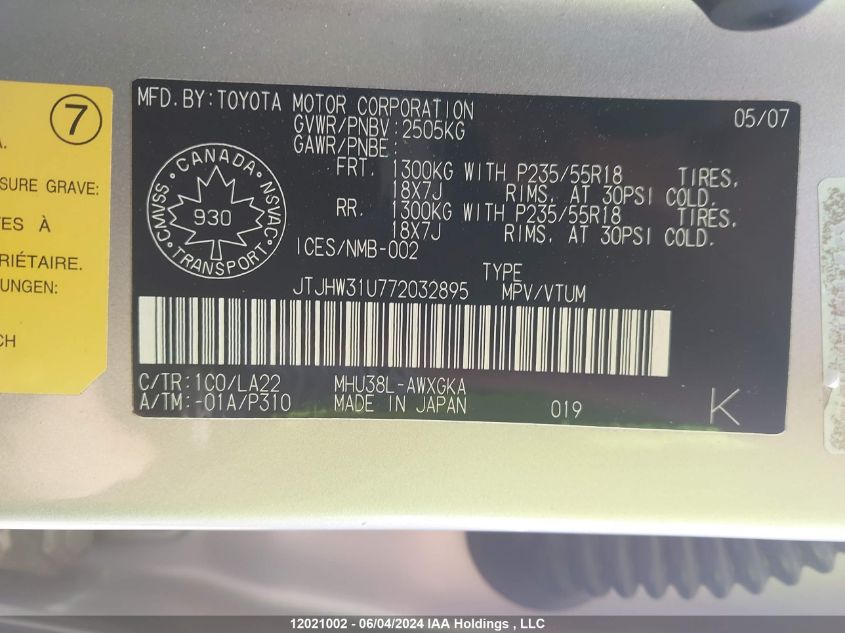 7
A.
SURE GRAVE:
TES À
RIÉTAIRE.
UNGEN:
CH
MFD.BY:TOYOTA MOTOR CORPORATION 05/07
GVWR/PNBV:2505KG
GAWR/PNBE:
FRT. 1300KG WITH P235/55R18 TIRES,
18X7J RIMS, AT 30PSI COLD.
RR. 1300KG WITH P235/55R18 TIRES,
18X7J RIMS, AT 30PSI COLD.
CANADA
CMVSS 930 NSVAC
TRANSPORT
ICES/NMB-002
TYPE
JTJHW31U772032895 MPV/VTUM
C/TR:1C0/LA22 MHU38L-AWXGKA
A/TM:-01A/P310 MADE IN JAPAN 019 K
12021002 - 06/04/2024 IAA Holdings , LLC